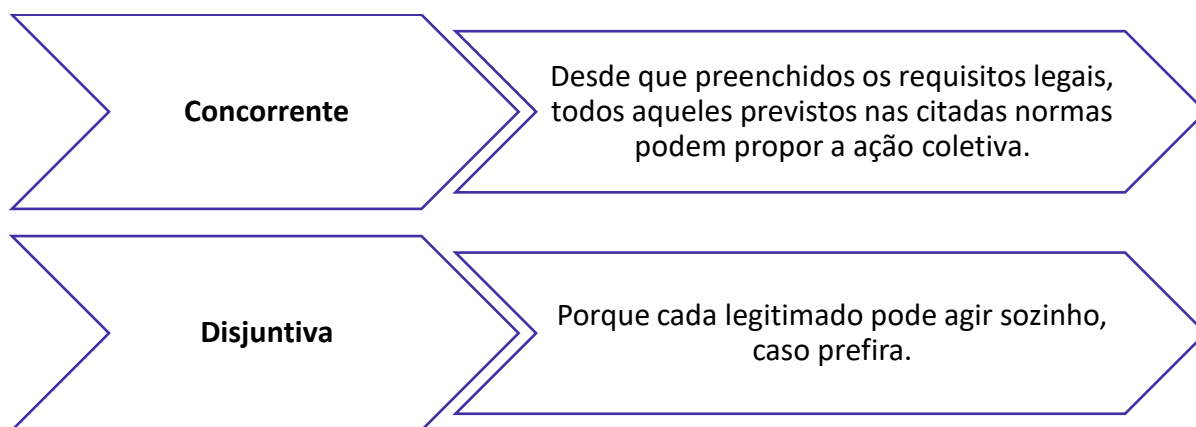 Concorrente
Desde que preenchidos os requisitos legais,
todos aqueles previstos nas citadas normas
podem propor a ação coletiva.
Disjuntiva
Porque cada legitimado pode agir sozinho,
caso prefira.